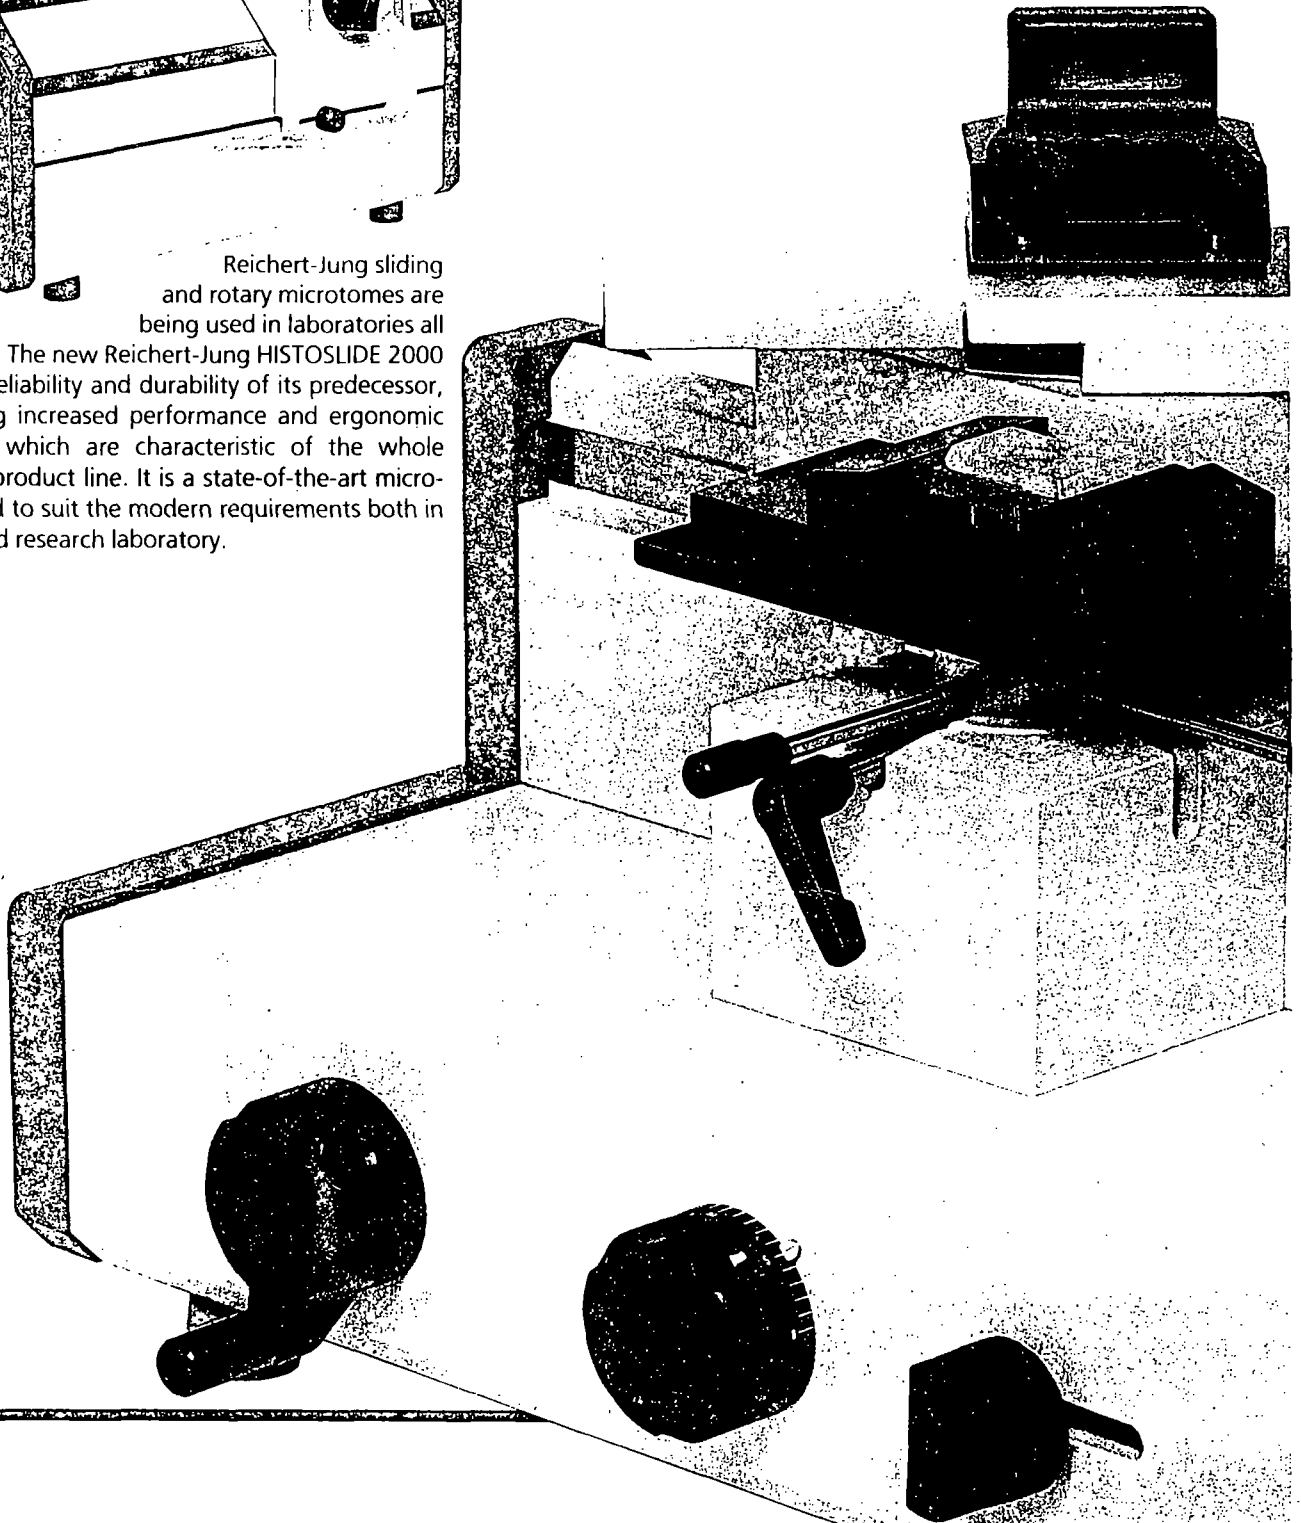 Reichert-Jung sliding
and rotary microtomes are
being used in laboratories all
The new Reichert-Jung HISTOSLIDE 2000
eliability and durability of its predecessor,
g increased performance and ergonomic
which are characteristic of the whole
product line. It is a state-of-the-art micro-
d to suit the modern requirements both in
d research laboratory.